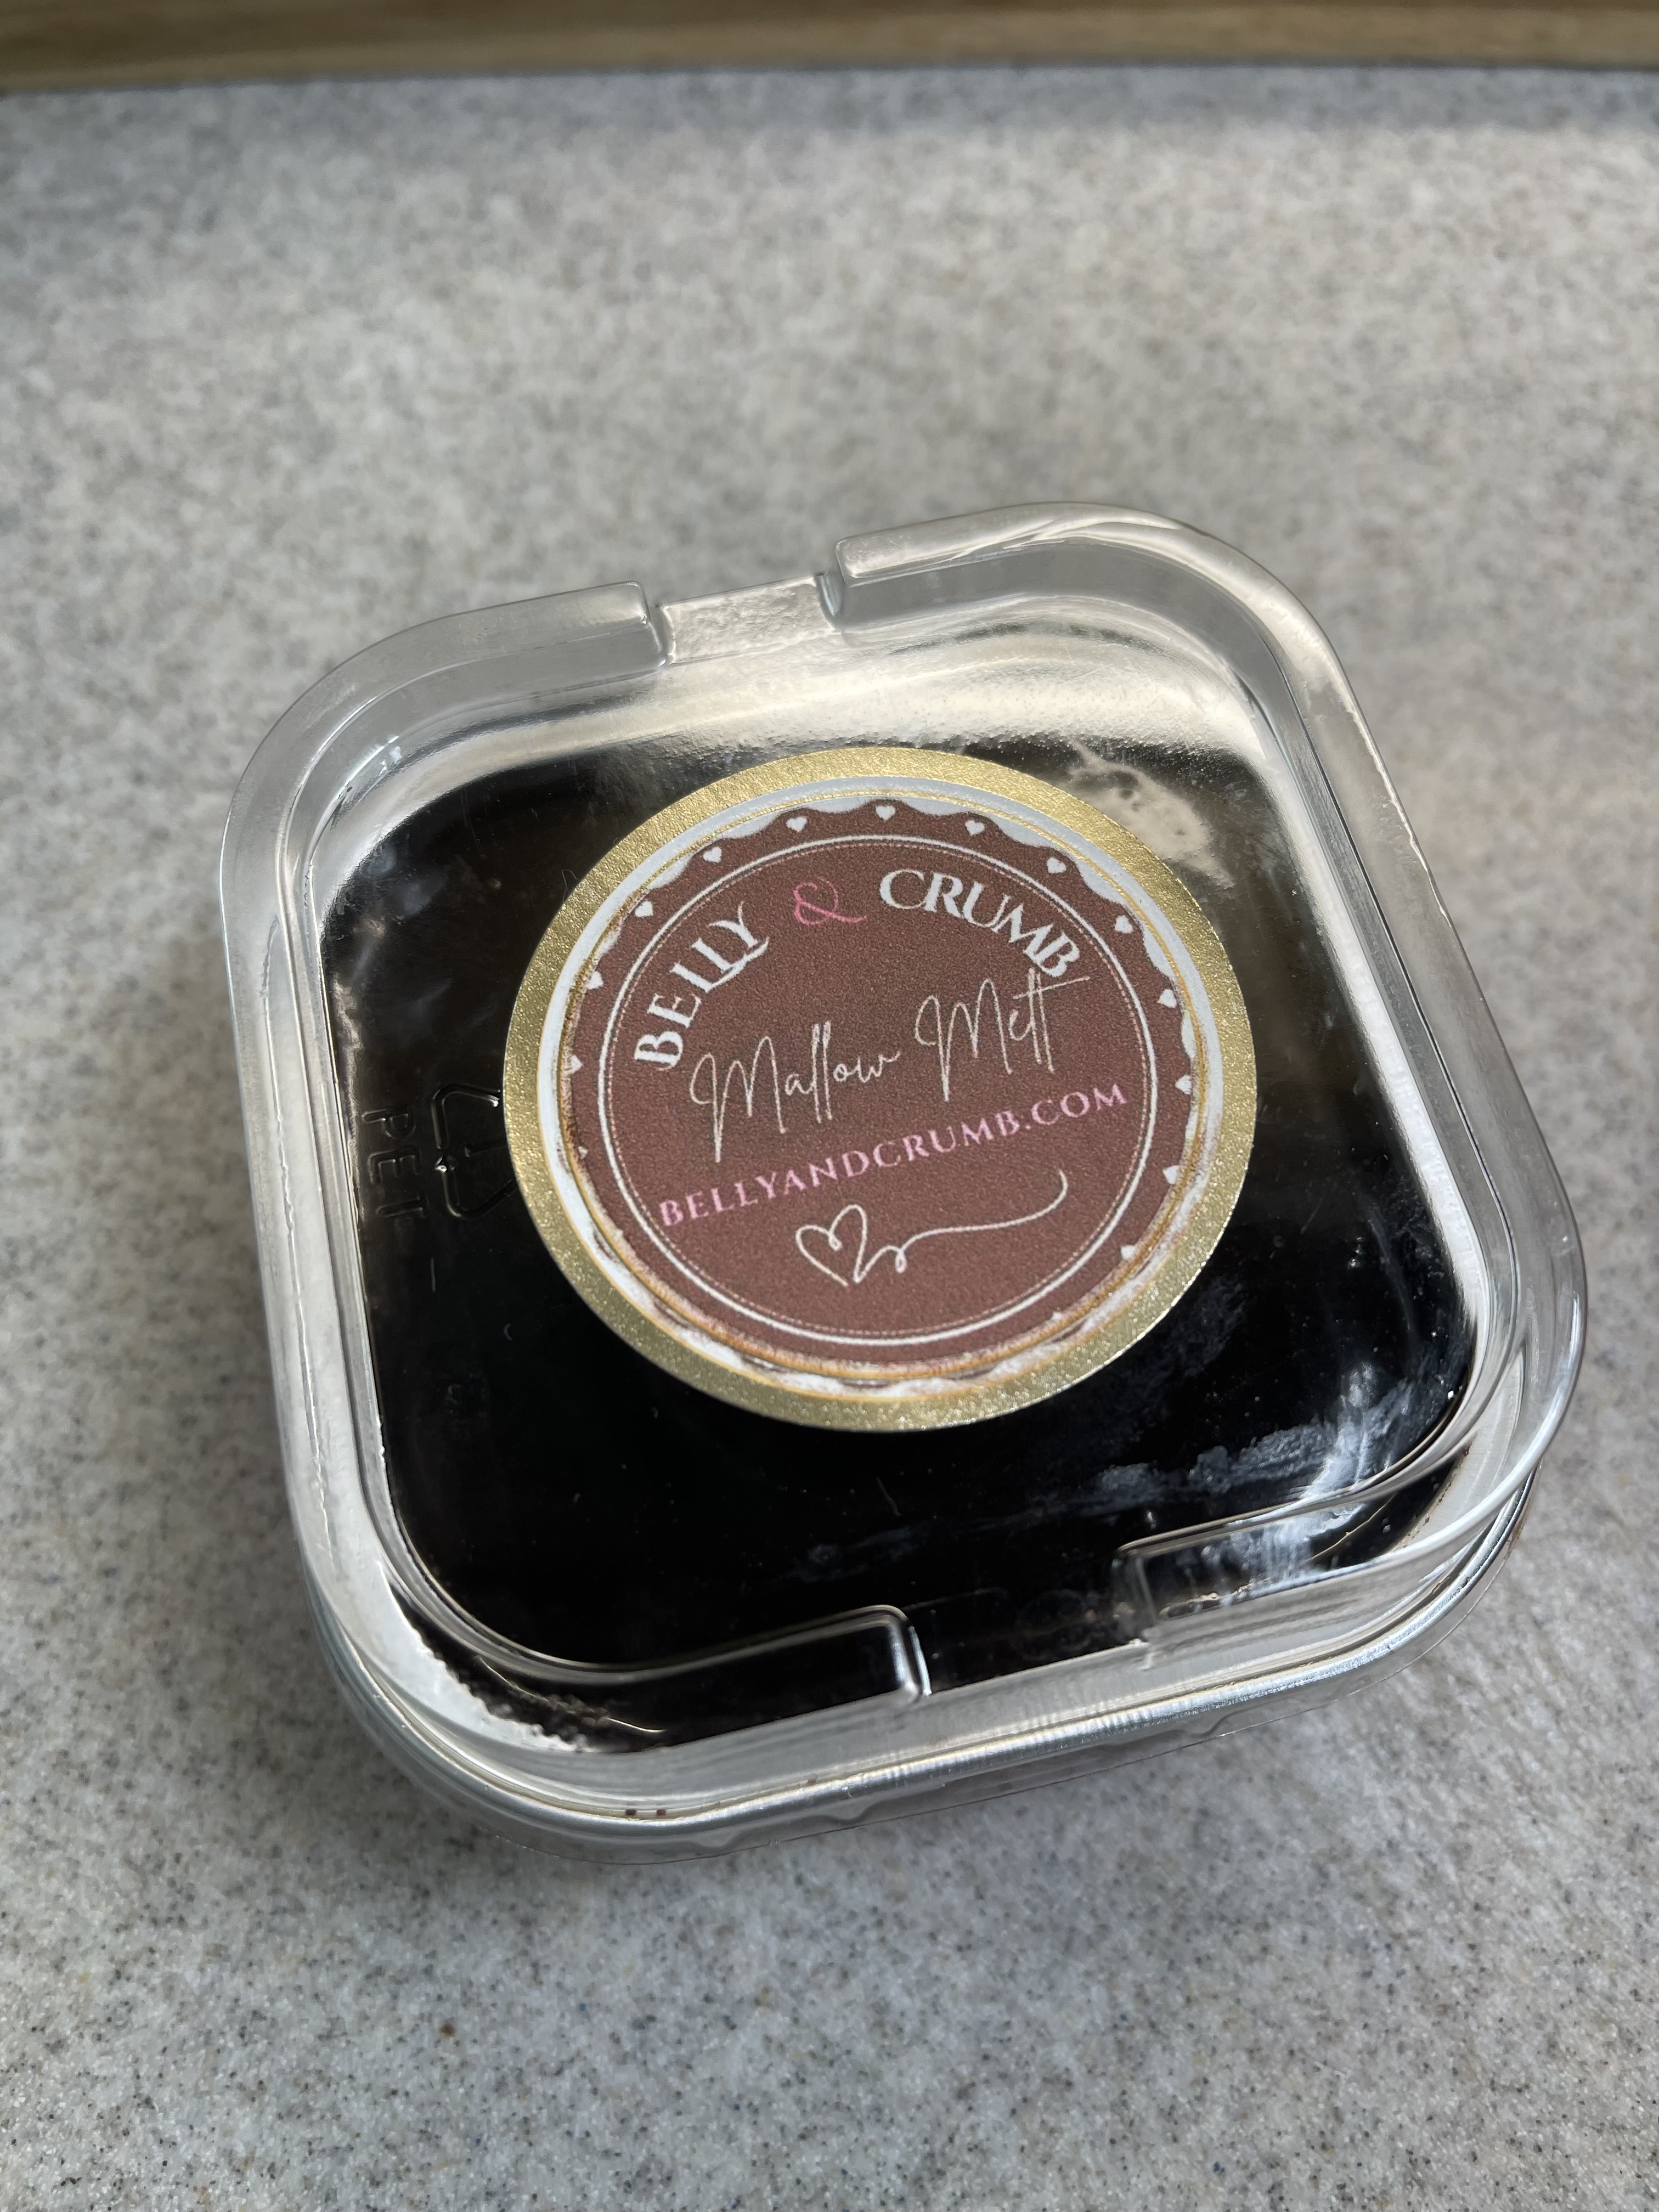 BELLY & CRUMB
Mallow Melt
BELLYANDCRUMB.COM
PET